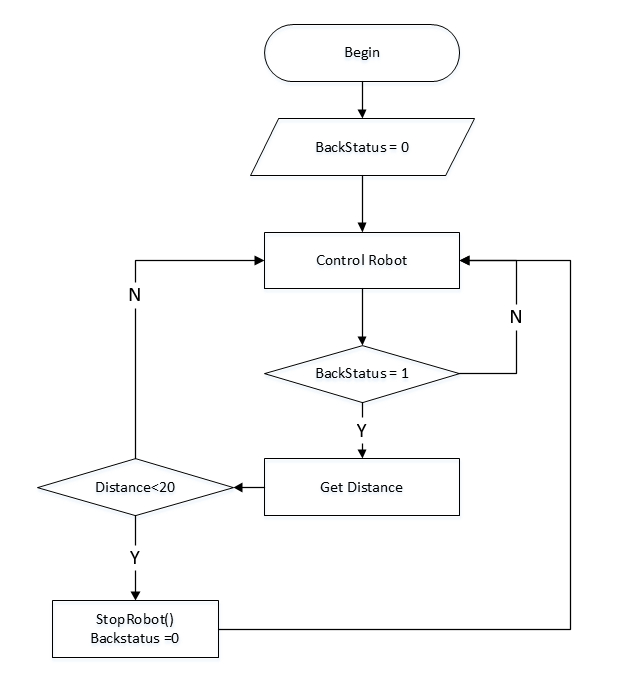 Begin
BackStatus = 0
Control Robot
N
N
BackStatus = 1
Y
Distance<20
Get Distance
Y
StopRobot()
Backstatus =0